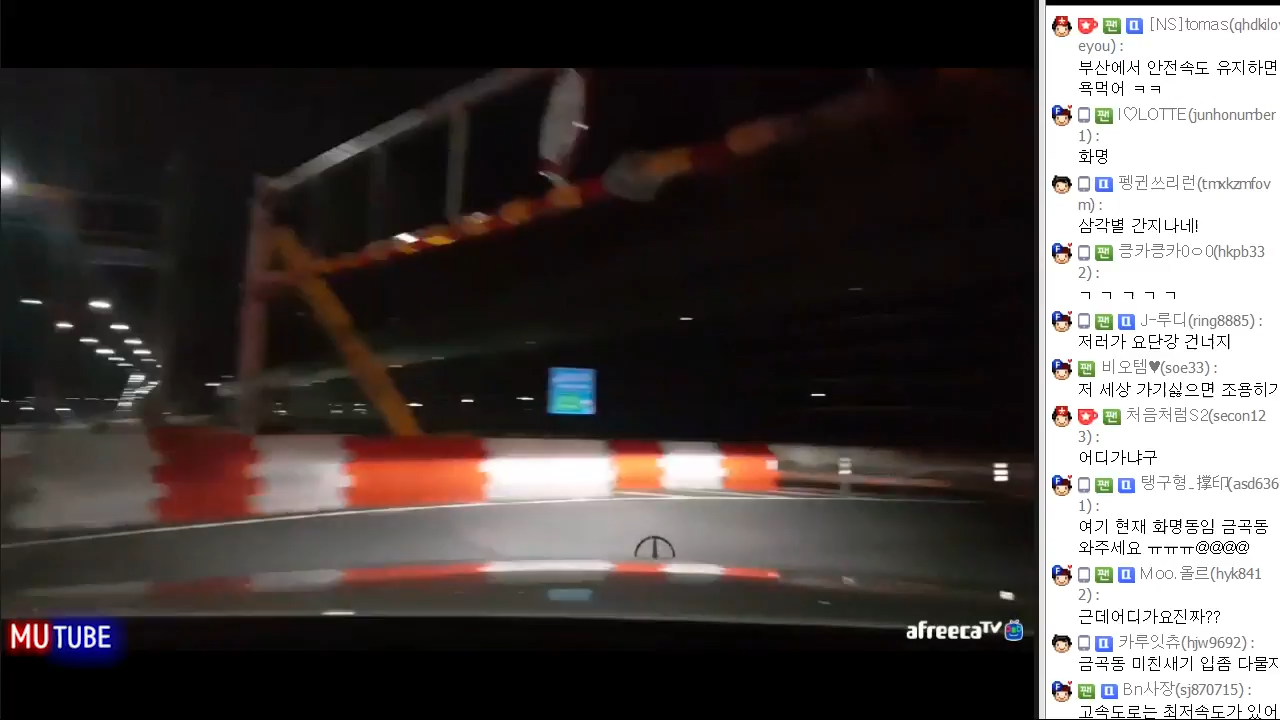 [NS]tomas(qhdkilo
eyou) :
부산에서 안전속도 유지하면
욕먹어 ㅋㅋ
I♡LOTTE(junhonumber
1) :
화명
펭귄쓰리런(tmxkzmfov
m) :
삼각별 간지나네!
킁카킁카0ㅇ0(hkpb33
2) :
ㄱ ㄱ ㄱ ㄱ ㄱ
J-루디(ring8885) :
저러가 요단강 건너지
비오템♥(soe33) :
저 세상 가기싫으면 조용히가
처음처럼S2(secon12
3) :
어디가냐구
탱구형_撑印(asd636
1) :
여기 현재 화명동임 금곡동
와주세요 ㅠㅠㅠ@@@@
Moo.올르(hyk841
2) :
근데어디가요진짜??
카루잇츄(hjw9692) :
금곡동 미친새기 입좀 다물지
Bn사장(sj870715) :
고속도로는 최저속도가 있어
MUTUBE
afreecaTV